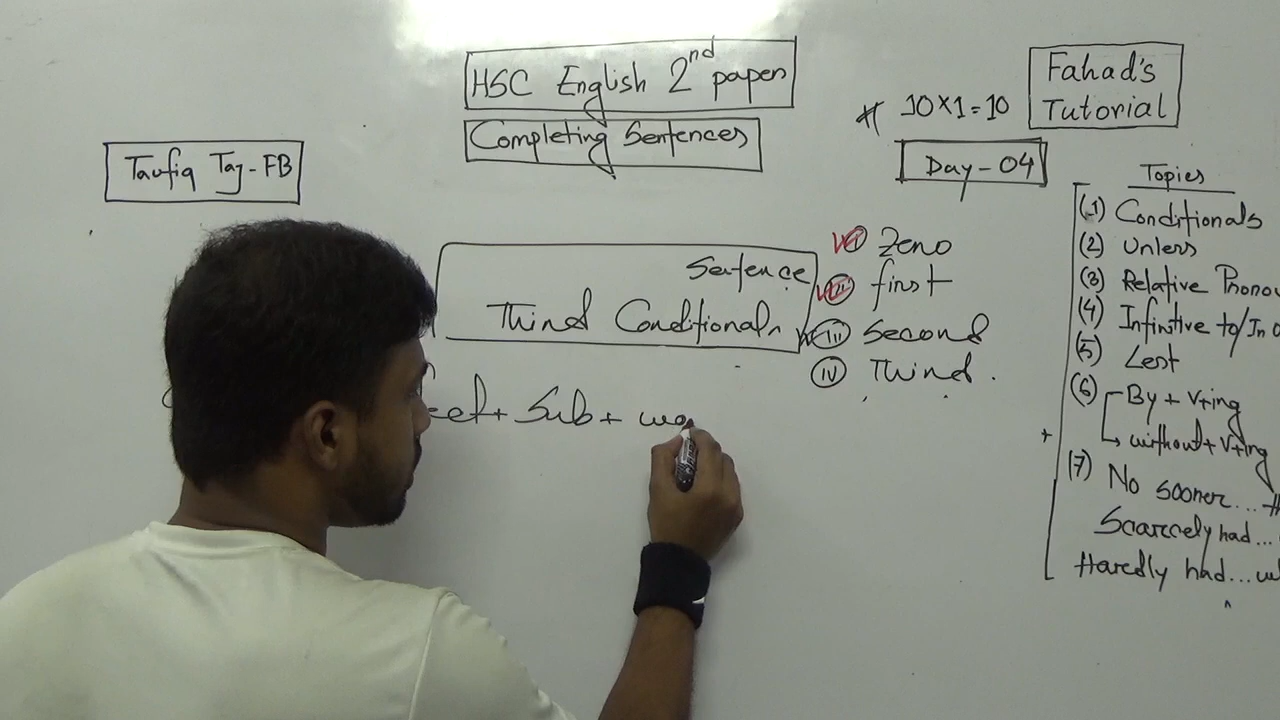 HSC English 2nd paper
Completing Sentences
Taufiq Taj-FB
* 10×1=10
Fahad's
Tutorial
Day-04
Sentence
Third Conditional
(i) Zero
(ii) first
(iii) Second
(iv) Third.
+ Sub +
Topics
(1) Conditionals
(2) Unless
(3) Relative
(4) Infinitive to/In
(5) Lest
(6) By + V+ing
without + V+ing
(7) No sooner...
Scarcely had...
Hardly had...